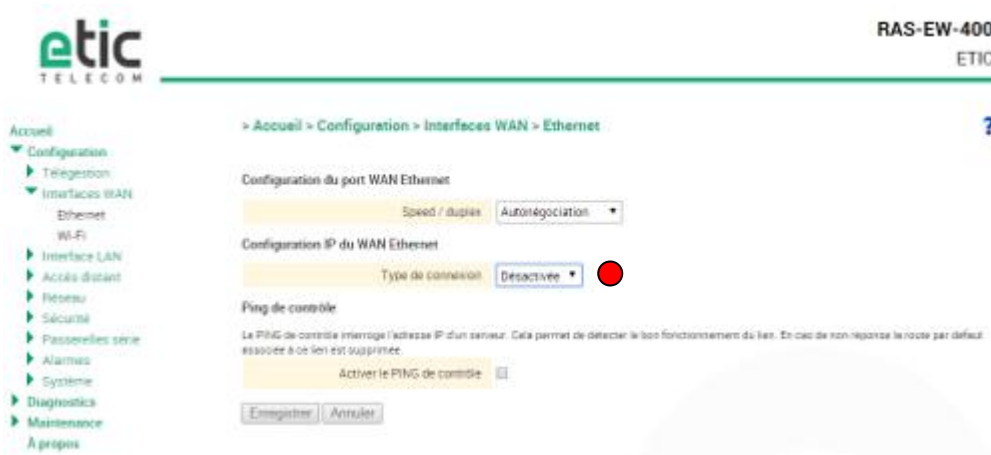 etic
TELECOM
RAS-EW-400
ETIC
Accueil
Configuration
Télégestion
Interfaces WAN
Ethernet
Wi-Fi
Interface LAN
Accès distant
Réseau
Sécurité
Passerelles série
Alarmes
Système
Diagnostics
Maintenance
À propos
> Accueil > Configuration > Interfaces WAN > Ethernet
?
Configuration du port WAN Ethernet
Speed / duplex Autonégociation
Configuration IP du WAN Ethernet
Type de connexion Désactivée
Ping de contrôle
Le PING de contrôle interroge l'adresse IP d'un serveur. Cela permet de détecter le bon fonctionnement du lien. En cas de non réponse la route par défaut
associée à ce lien est supprimée.
Activer le PING de contrôle
Enregistrer Annuler